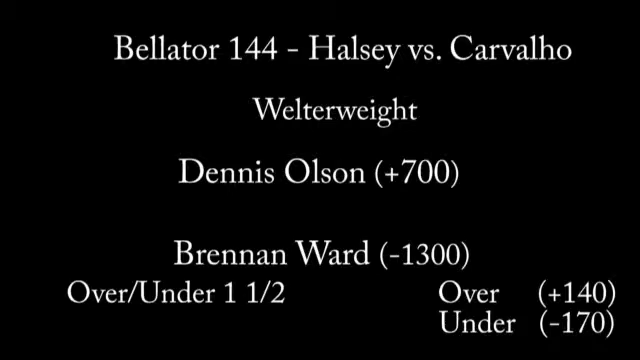 Bellator 144 - Halsey vs. Carvalho
Welterweight
Dennis Olson (+700)
Brennan Ward (-1300)
Over/Under 1 1/2 Over (+140)
Under (-170)